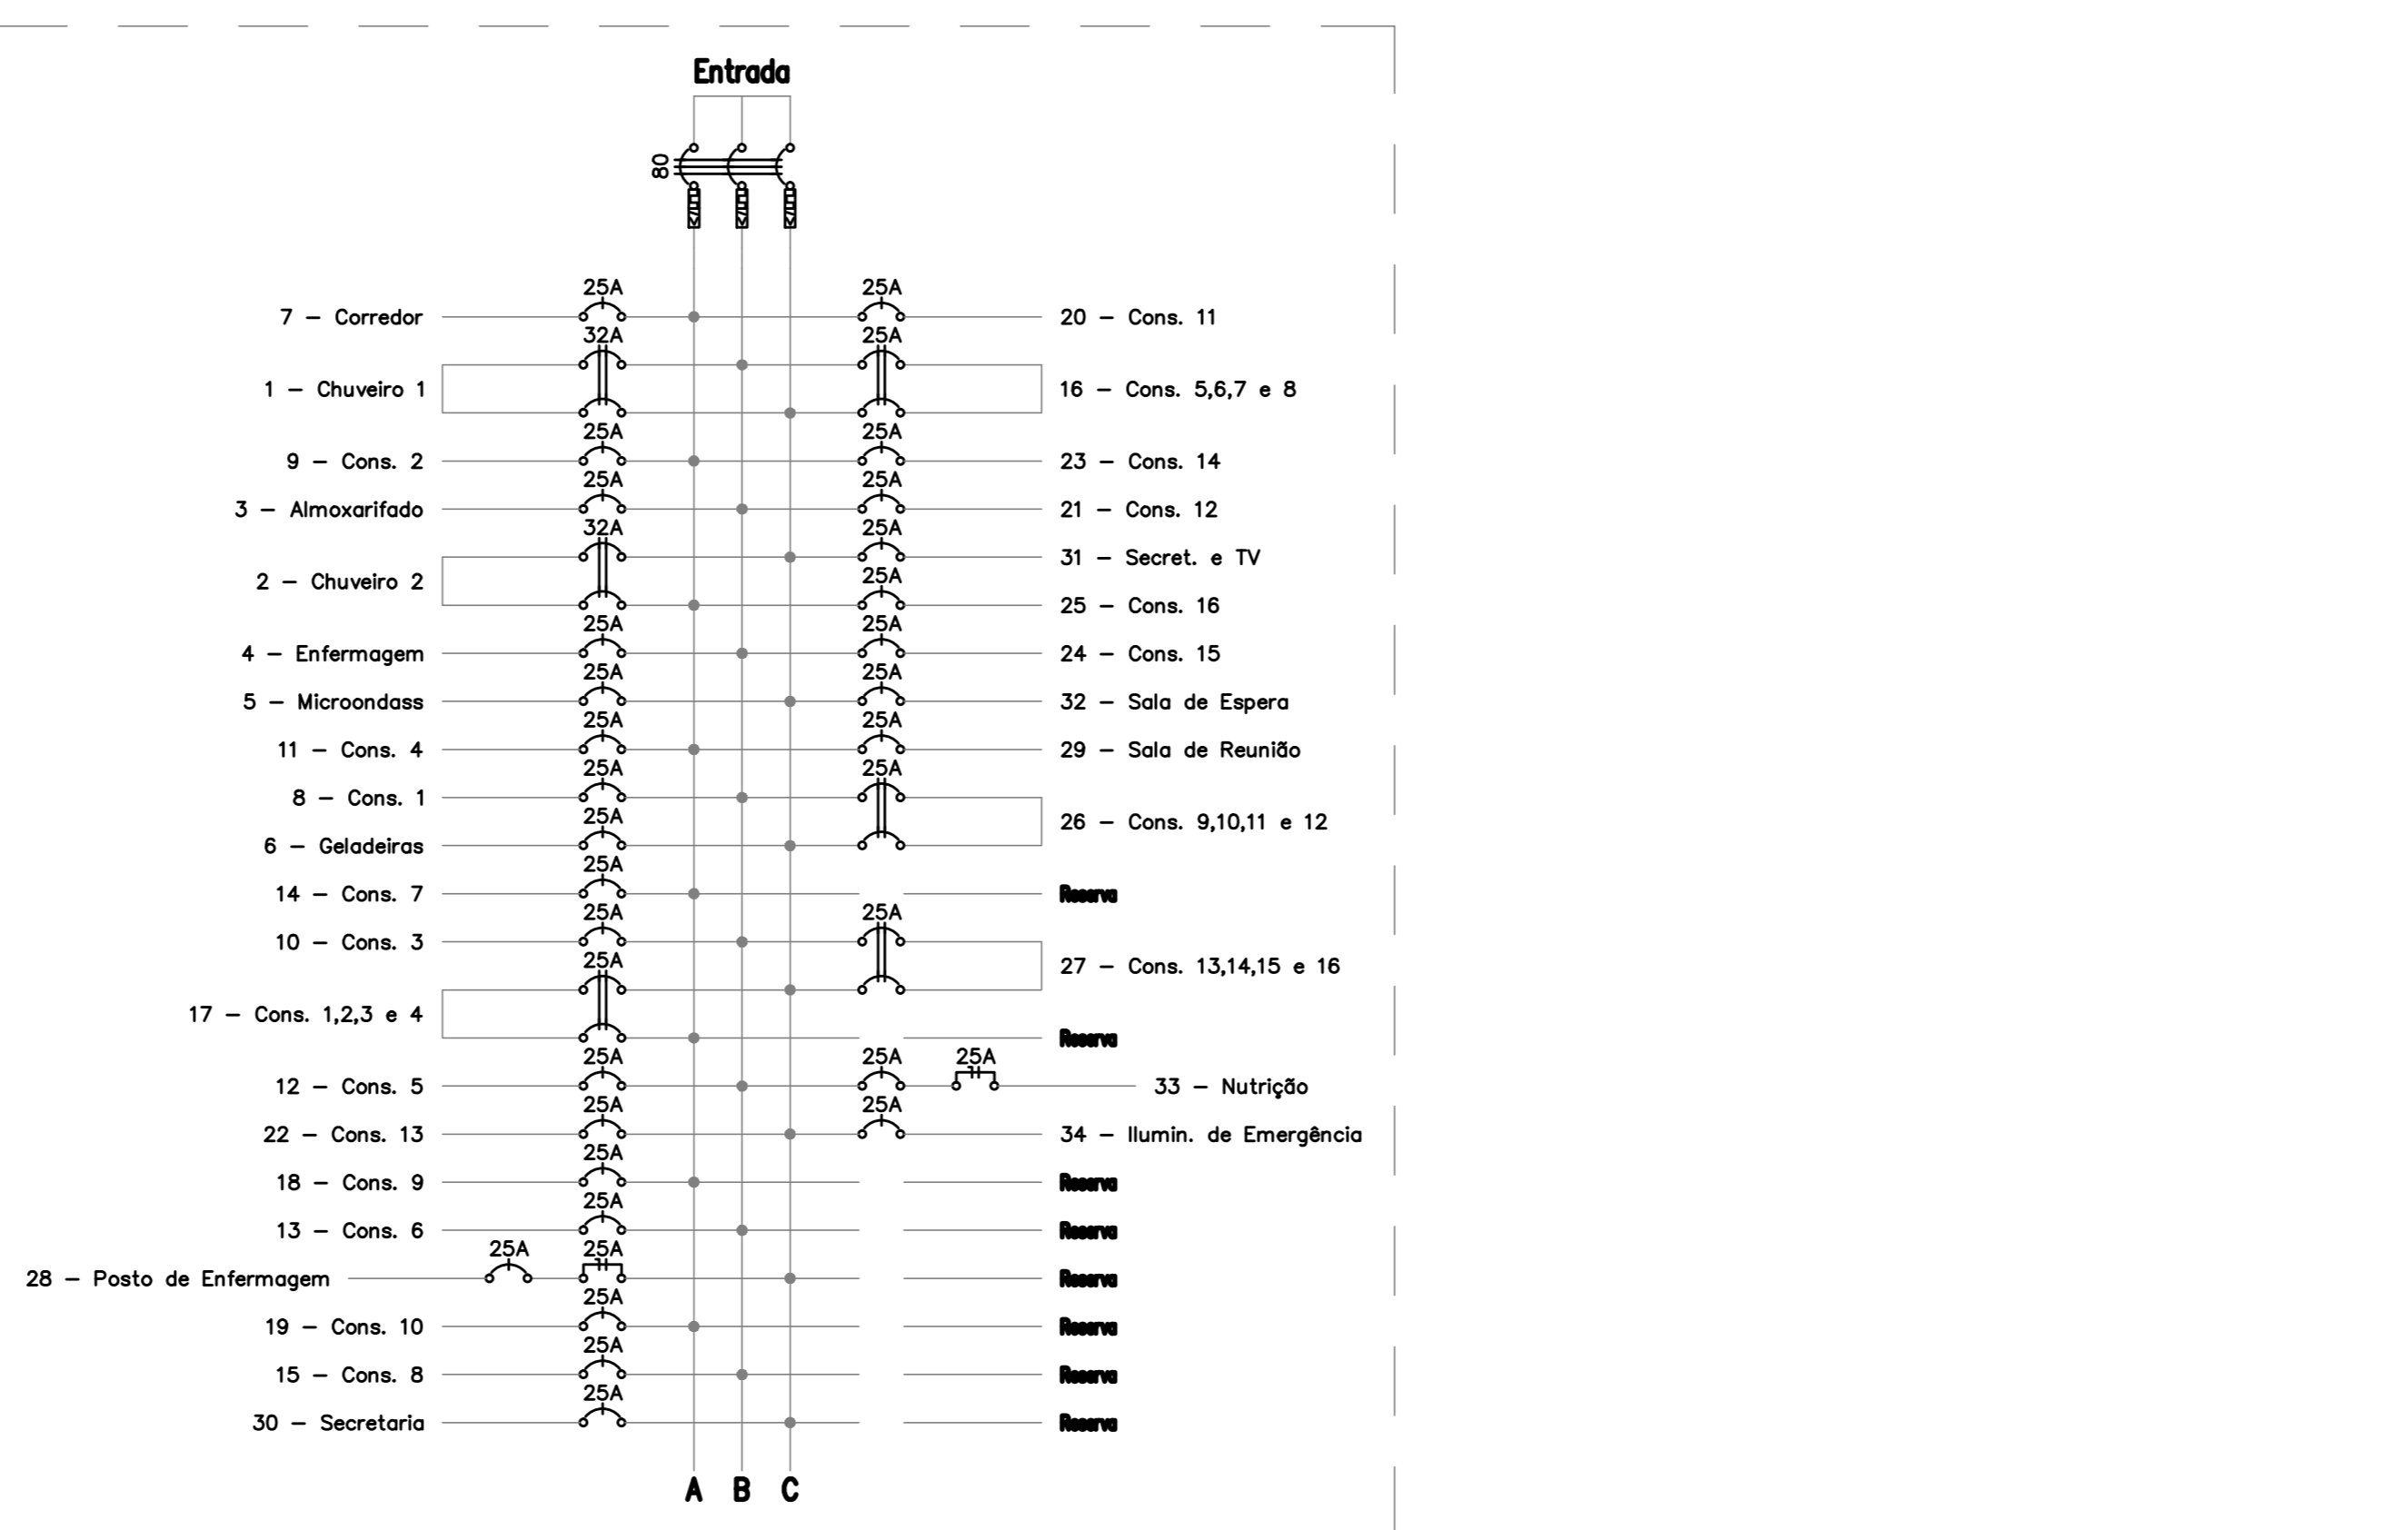 Entrada
80
25A 25A
7 - Corredor 20 - Cons. 11
32A 25A
1 - Chuveiro 1 16 - Cons. 5,6,7 e 8
25A 25A
9 - Cons. 2 23 - Cons. 14
25A 25A
3 - Almoxarifado 21 - Cons. 12
32A 25A
31 - Secret. e TV
2 - Chuveiro 2 25A
25 - Cons. 16
25A 25A
4 - Enfermagem 24 - Cons. 15
25A 25A
5 - Microondass 32 - Sala de Espera
25A 25A
11 - Cons. 4 29 - Sala de Reunião
25A 25A
8 - Cons. 1
25A 26 - Cons. 9,10,11 e 12
6 - Geladeiras
25A
14 - Cons. 7 Reserva
25A 25A
10 - Cons. 3
25A 27 - Cons. 13,14,15 e 16
17 - Cons. 1,2,3 e 4
Reserva
25A 25A 25A
12 - Cons. 5 33 - Nutrição
25A 25A
22 - Cons. 13 34 - Ilumin. de Emergência
25A
18 - Cons. 9 Reserva
25A
13 - Cons. 6 Reserva
25A 25A
28 - Posto de Enfermagem Reserva
25A
19 - Cons. 10 Reserva
25A
15 - Cons. 8 Reserva
25A
30 - Secretaria Reserva
A B C